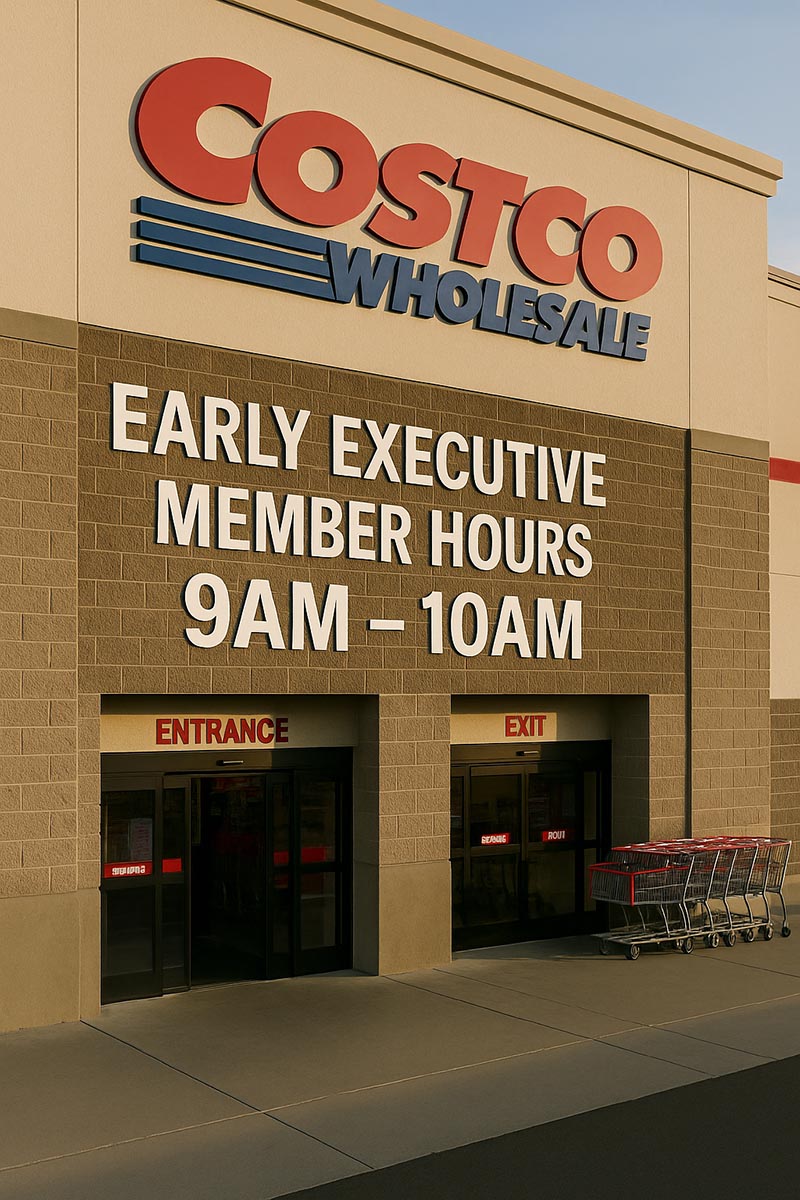 COSTCO
WHOLESALE
EARLY EXECUTIVE
MEMBER HOURS
9AM – 10AM
ENTRANCE
EXIT